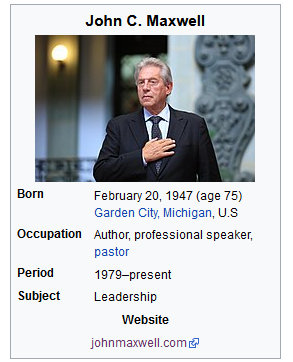 John C. Maxwell
Born February 20, 1947 (age 75)
Garden City, Michigan, U.S
Occupation Author, professional speaker,
pastor
Period 1979–present
Subject Leadership
Website
johnmaxwell.com